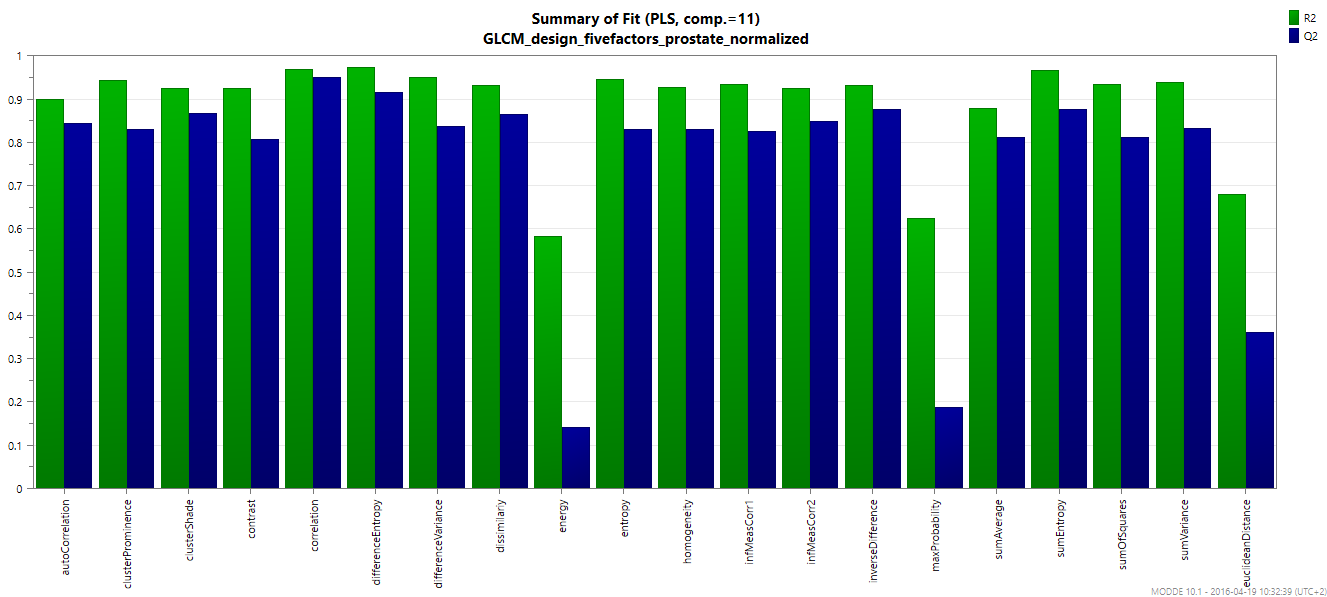 Summary of Fit (PLS, comp.=11)
GLCM_design_fivefactors_prostate_normalized
R2
Q2
1
0.9
0.8
0.7
0.6
0.5
0.4
0.3
0.2
0.1
0
autoCorrelation
clusterProminence
clusterShade
contrast
correlation
differenceEntropy
differenceVariance
dissimilariy
energy
entropy
homogeneity
infMeasCorr1
infMeasCorr2
inverseDifference
maxProbability
sumAverage
sumEntropy
sumOfSquares
sumVariance
euclideanDistance
MODDE 10.1 - 2016-04-19 10:32:39 (UTC+2)